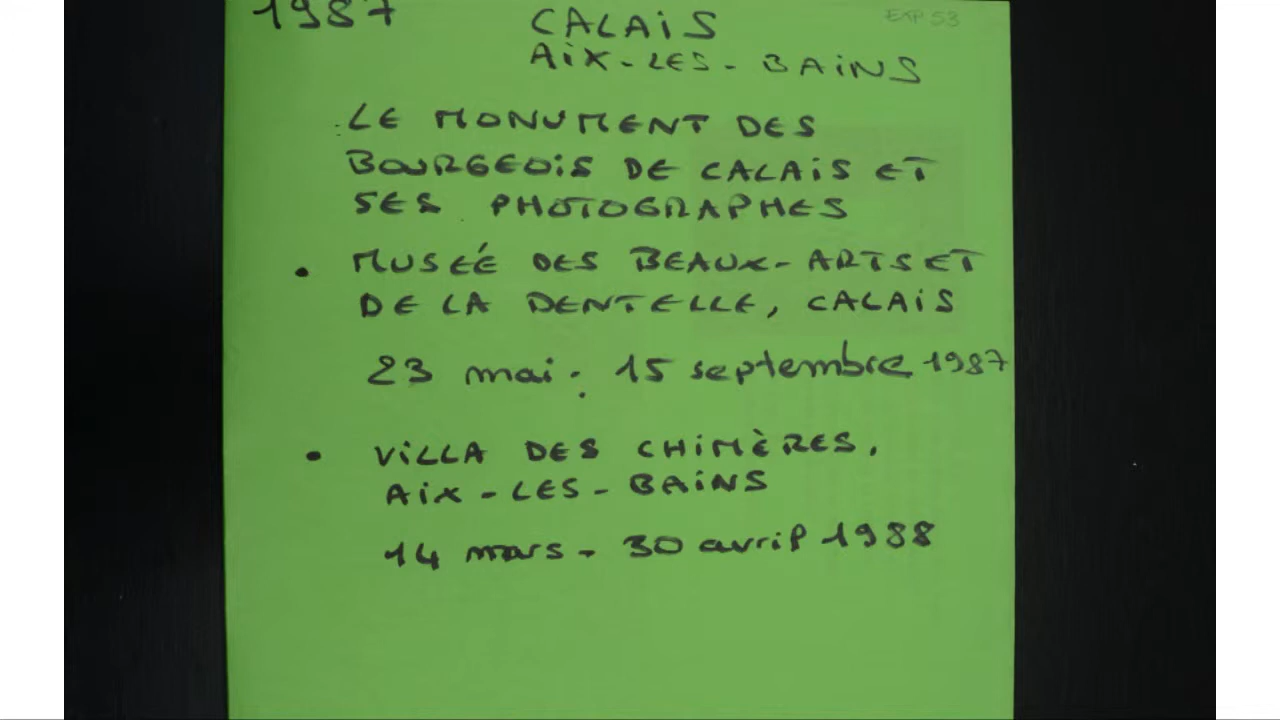 1987 CALAIS EXP 53
AIX-LES-BAINS
LE MONUMENT DES
BOURGEOIS DE CALAIS ET
SES PHOTOGRAPHES
• MUSÉE DES BEAUX-ARTS ET
DE LA DENTELLE, CALAIS
23 mai - 15 septembre 1987
• VILLA DES CHIMÈRES,
AIX-LES-BAINS
14 mars - 30 avril 1988